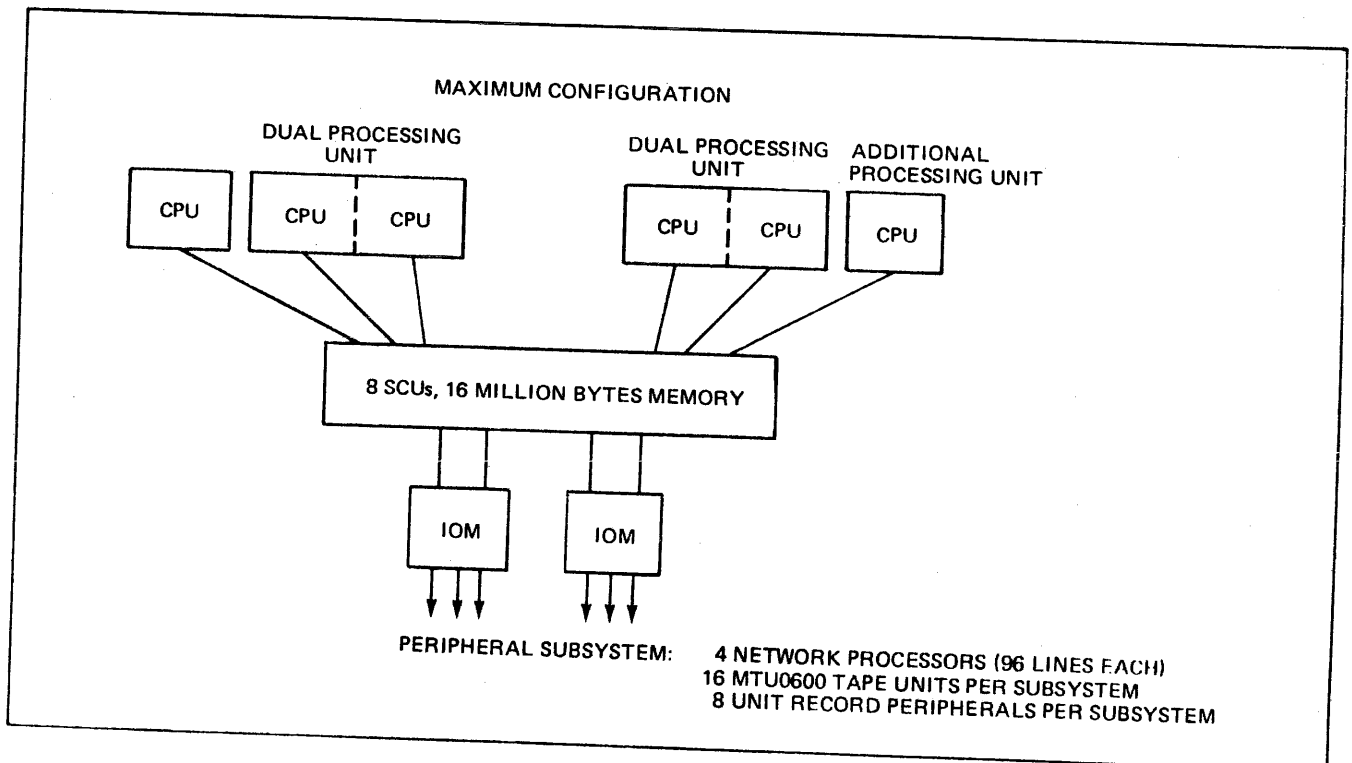 MAXIMUM CONFIGURATION
DUAL PROCESSING
UNIT
DUAL PROCESSING
UNIT
ADDITIONAL
PROCESSING UNIT
CPU
CPU
CPU
CPU
CPU
CPU
8 SCUs, 16 MILLION BYTES MEMORY
IOM
IOM
PERIPHERAL SUBSYSTEM: 4 NETWORK PROCESSORS (96 LINES EACH)
16 MTU0600 TAPE UNITS PER SUBSYSTEM
8 UNIT RECORD PERIPHERALS PER SUBSYSTEM